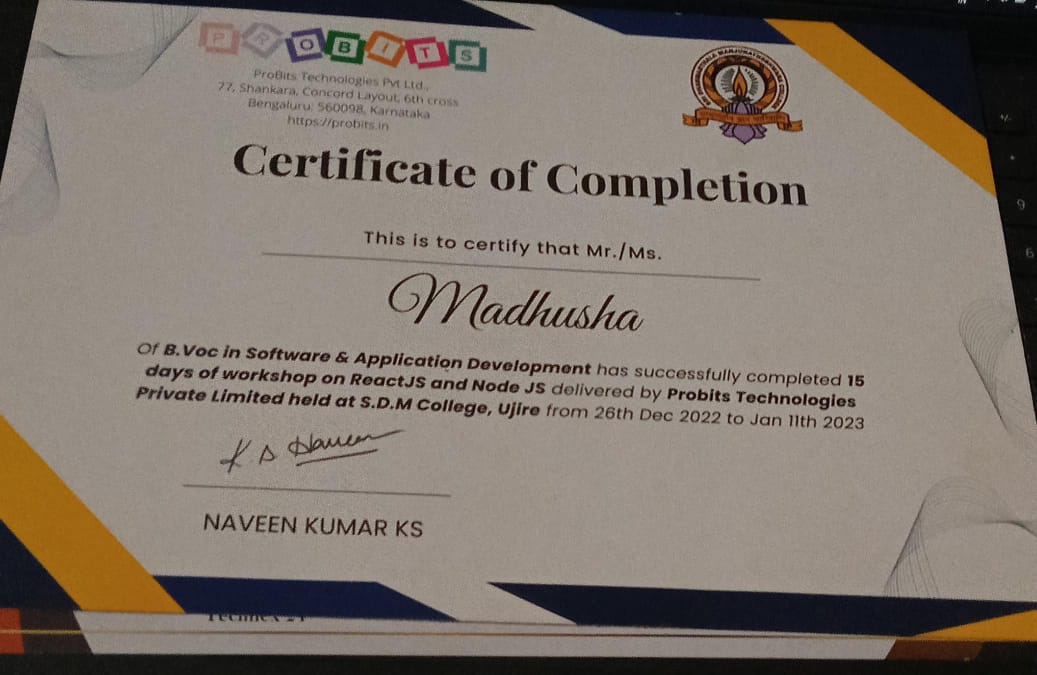 PROBITS
ProBits Technologies Pvt Ltd.,
77, Shankara, Concord Layout, 6th cross
Bengaluru, 560098, Karnataka
https://probits.in
Certificate of Completion
This is to certify that Mr./Ms.
Madhusha
Of B.Voc in Software & Application Development has successfully completed 15
days of workshop on ReactJS and Node JS delivered by Probits Technologies
Private Limited held at S.D.M College, Ujire from 26th Dec 2022 to Jan 11th 2023
NAVEEN KUMAR KS
9
6